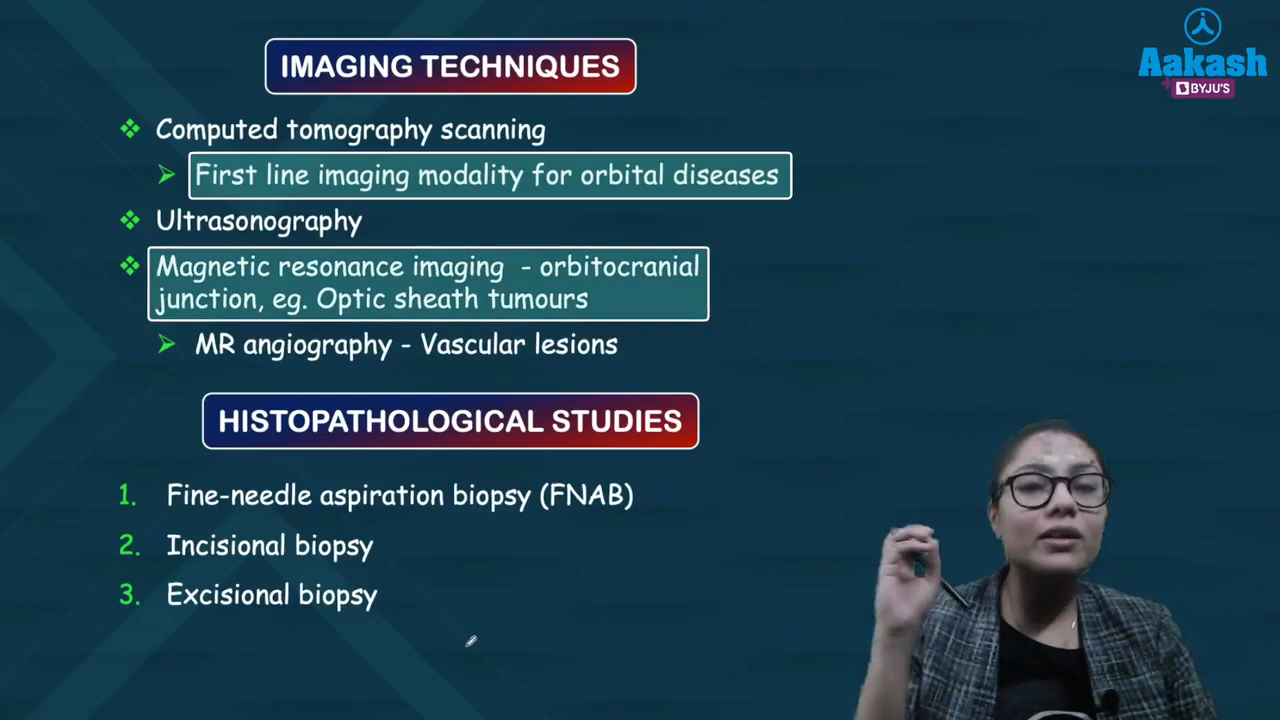 IMAGING TECHNIQUES
Aakash
BYJU'S
Computed tomography scanning
First line imaging modality for orbital diseases
Ultrasonography
Magnetic resonance imaging - orbitocranial
junction, eg. Optic sheath tumours
MR angiography - Vascular lesions
HISTOPATHOLOGICAL STUDIES
1. Fine-needle aspiration biopsy (FNAB)
2. Incisional biopsy
3. Excisional biopsy